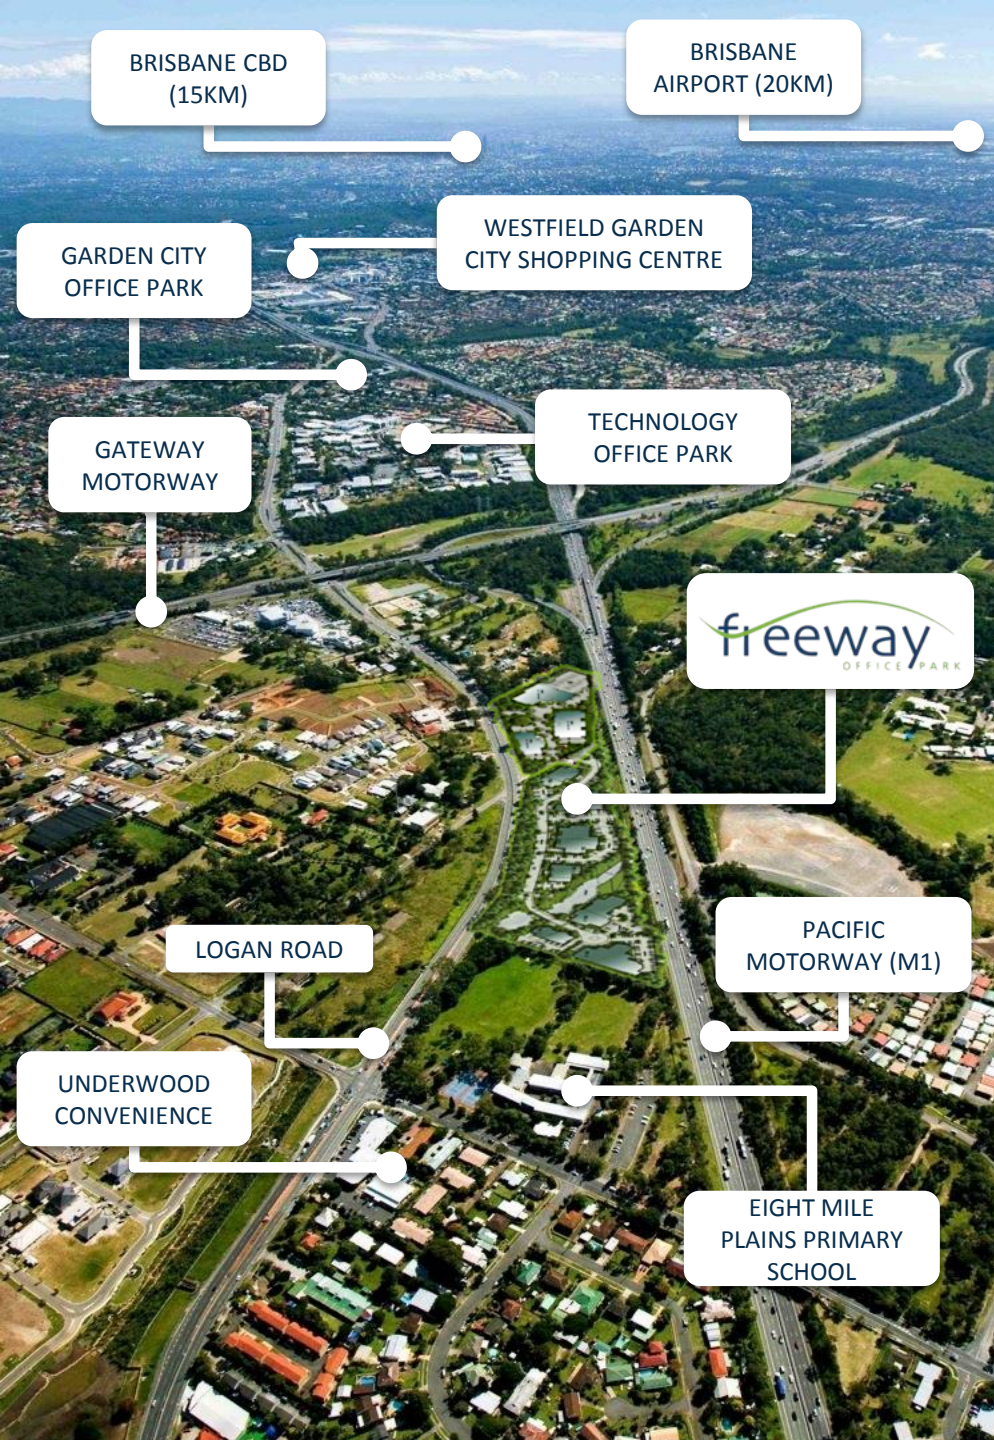 BRISBANE CBD
(15KM)
BRISBANE
AIRPORT (20KM)
WESTFIELD GARDEN
CITY SHOPPING CENTRE
GARDEN CITY
OFFICE PARK
TECHNOLOGY
OFFICE PARK
GATEWAY
MOTORWAY
freeway
OFFICE PARK
LOGAN ROAD
PACIFIC
MOTORWAY (M1)
UNDERWOOD
CONVENIENCE
EIGHT MILE
PLAINS PRIMARY
SCHOOL